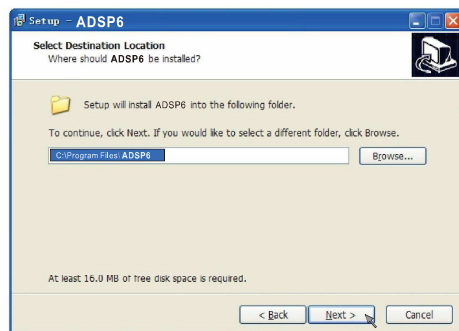 Setup - ADSP6
Select Destination Location
Where should ADSP6 be installed?
Setup will install ADSP6 into the following folder.
To continue, click Next. If you would like to select a different folder, click Browse.
C:\Program Files\ADSP6
Browse...
At least 16.0 MB of free disk space is required.
< Back
Next >
Cancel